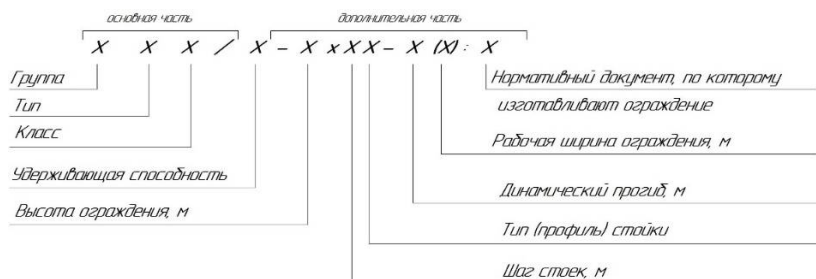 основная часть дополнительная часть
X X X / X - X x X X - X (X) : X
Группа
Нормативный документ, по которому
Тип
изготавливают ограждение
Класс
Рабочая ширина ограждения, м
Удерживающая способность
Динамический прогиб, м
Высота ограждения, м
Тип (профиль) стойки
Шаг стоек, м